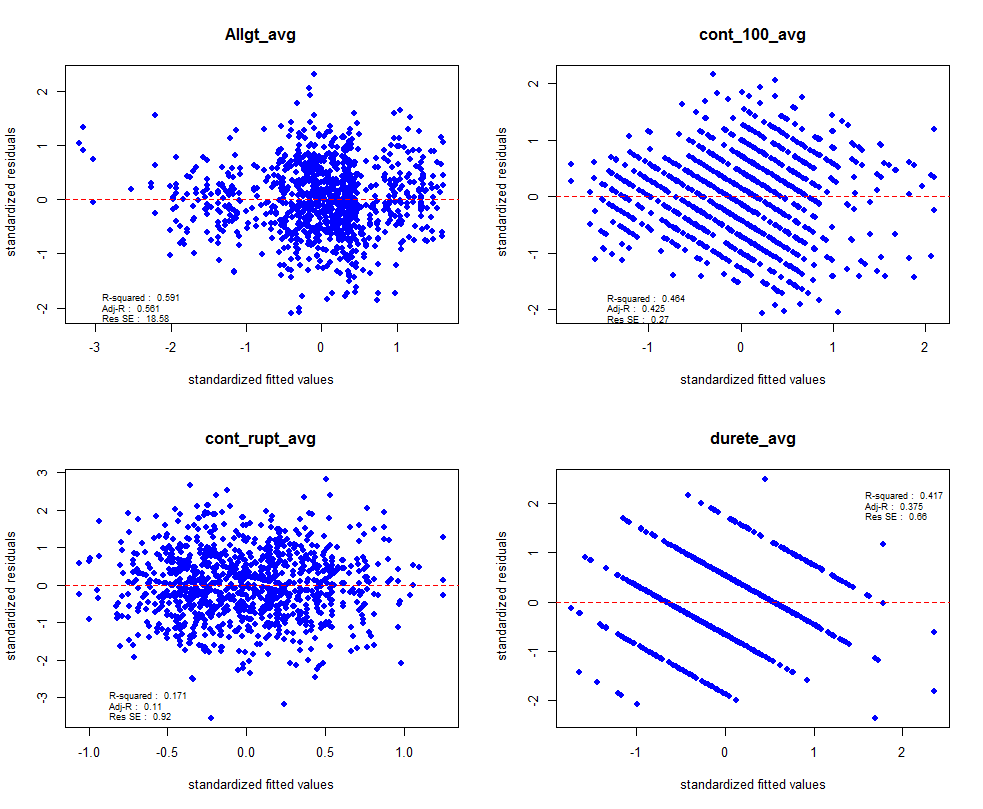 Allgt_avg
standardized residuals
2
1
0
-1
-2
R-squared : 0.591
Adj-R : 0.561
Res SE : 18.58
-3
-2
-1
0
1
standardized fitted values
cont_100_avg
standardized residuals
2
1
0
-1
-2
R-squared : 0.464
Adj-R : 0.425
Res SE : 0.27
-1
0
1
2
standardized fitted values
cont_rupt_avg
standardized residuals
3
2
1
0
-1
-2
-3
R-squared : 0.171
Adj-R : 0.11
Res SE : 0.92
-1.0
-0.5
0.0
0.5
1.0
standardized fitted values
durete_avg
standardized residuals
2
1
0
-1
-2
R-squared : 0.417
Adj-R : 0.375
Res SE : 0.66
-1
0
1
2
standardized fitted values